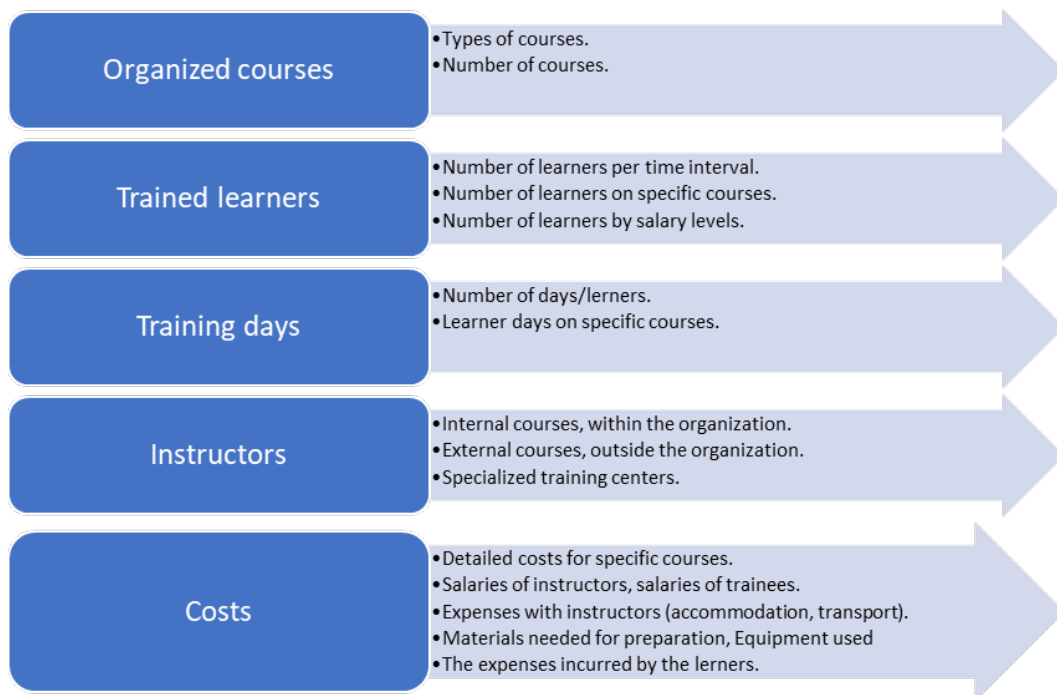 Organized courses
•Types of courses.
•Number of courses.
Trained learners
•Number of learners per time interval.
•Number of learners on specific courses.
•Number of learners by salary levels.
Training days
•Number of days/lerners.
•Learner days on specific courses.
Instructors
•Internal courses, within the organization.
•External courses, outside the organization.
•Specialized training centers.
Costs
•Detailed costs for specific courses.
•Salaries of instructors, salaries of trainees.
•Expenses with instructors (accommodation, transport).
•Materials needed for preparation, Equipment used
•The expenses incurred by the lerners.